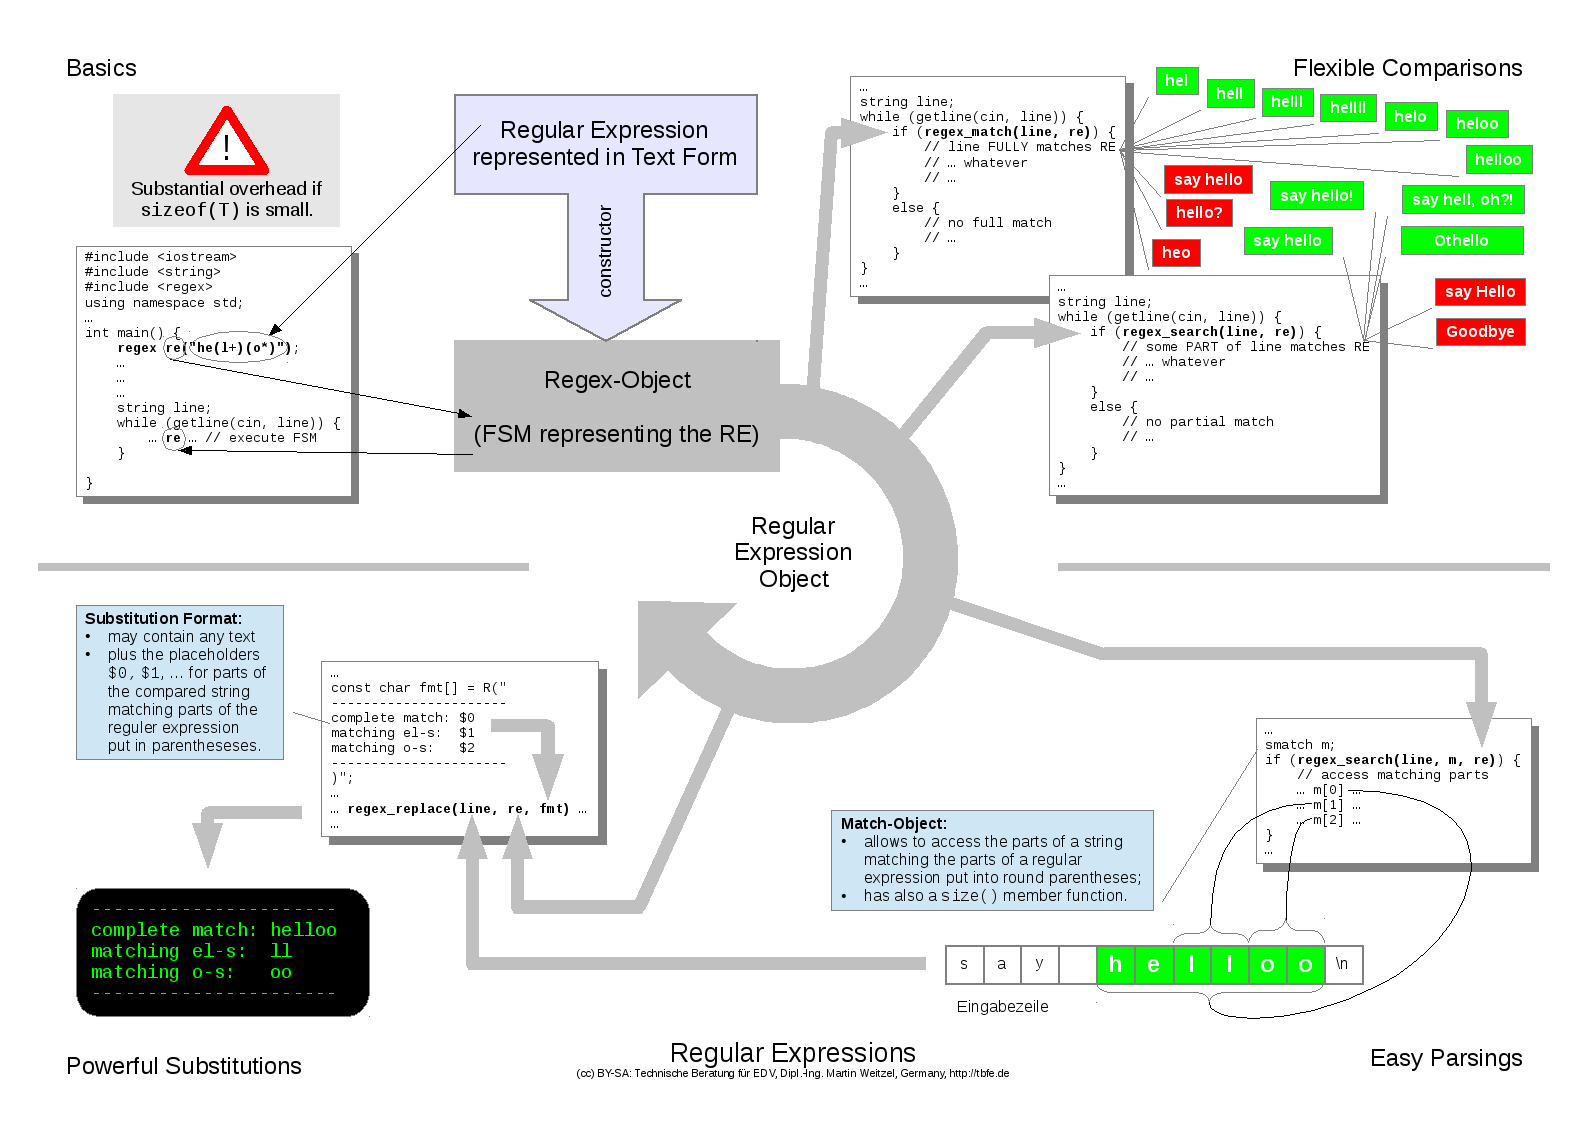 Basics
Substantial overhead if
sizeof(T) is small.
#include <iostream>
#include <string>
#include <regex>
using namespace std;
…
int main() {
regex re("he(l+)(o*)");
…
…
…
string line;
while (getline(cin, line)) {
… re … // execute FSM
}
}
Regular Expression
represented in Text Form
constructor
Regex-Object
(FSM representing the RE)
Regular
Expression
Object
Flexible Comparisons
…
string line;
while (getline(cin, line)) {
if (regex_match(line, re)) {
// line FULLY matches RE
// … whatever
// …
}
else {
// no full match
// …
}
}
…
hel
hell
helll
hellll
helo
heloo
helloo
say hello
hello?
heo
say hello!
say hell, oh?!
say hello
Othello
say Hello
Goodbye
…
string line;
while (getline(cin, line)) {
if (regex_search(line, re)) {
// some PART of line matches RE
// … whatever
// …
}
else {
// no partial match
// …
}
}
…
Substitution Format:
• may contain any text
• plus the placeholders
$0, $1, … for parts of
the compared string
matching parts of the
reguler expression
put in parentheseses.
…
const char fmt[] = R("
----------------------
complete match: $0
matching el-s: $1
matching o-s: $2
----------------------
)";
…
… regex_replace(line, re, fmt) …
…
----------------------
complete match: helloo
matching el-s: ll
matching o-s: oo
----------------------
Powerful Substitutions
…
smatch m;
if (regex_search(line, m, re)) {
// access matching parts
… m[0] …
… m[1] …
… m[2] …
}
…
Match-Object:
• allows to access the parts of a string
matching the parts of a regular
expression put into round parentheses;
• has also a size() member function.
s a y h e l l o o \n
Eingabezeile
Easy Parsings
Regular Expressions
(cc) BY-SA: Technische Beratung für EDV, Dipl.-Ing. Martin Weitzel, Germany, http://tbfe.de